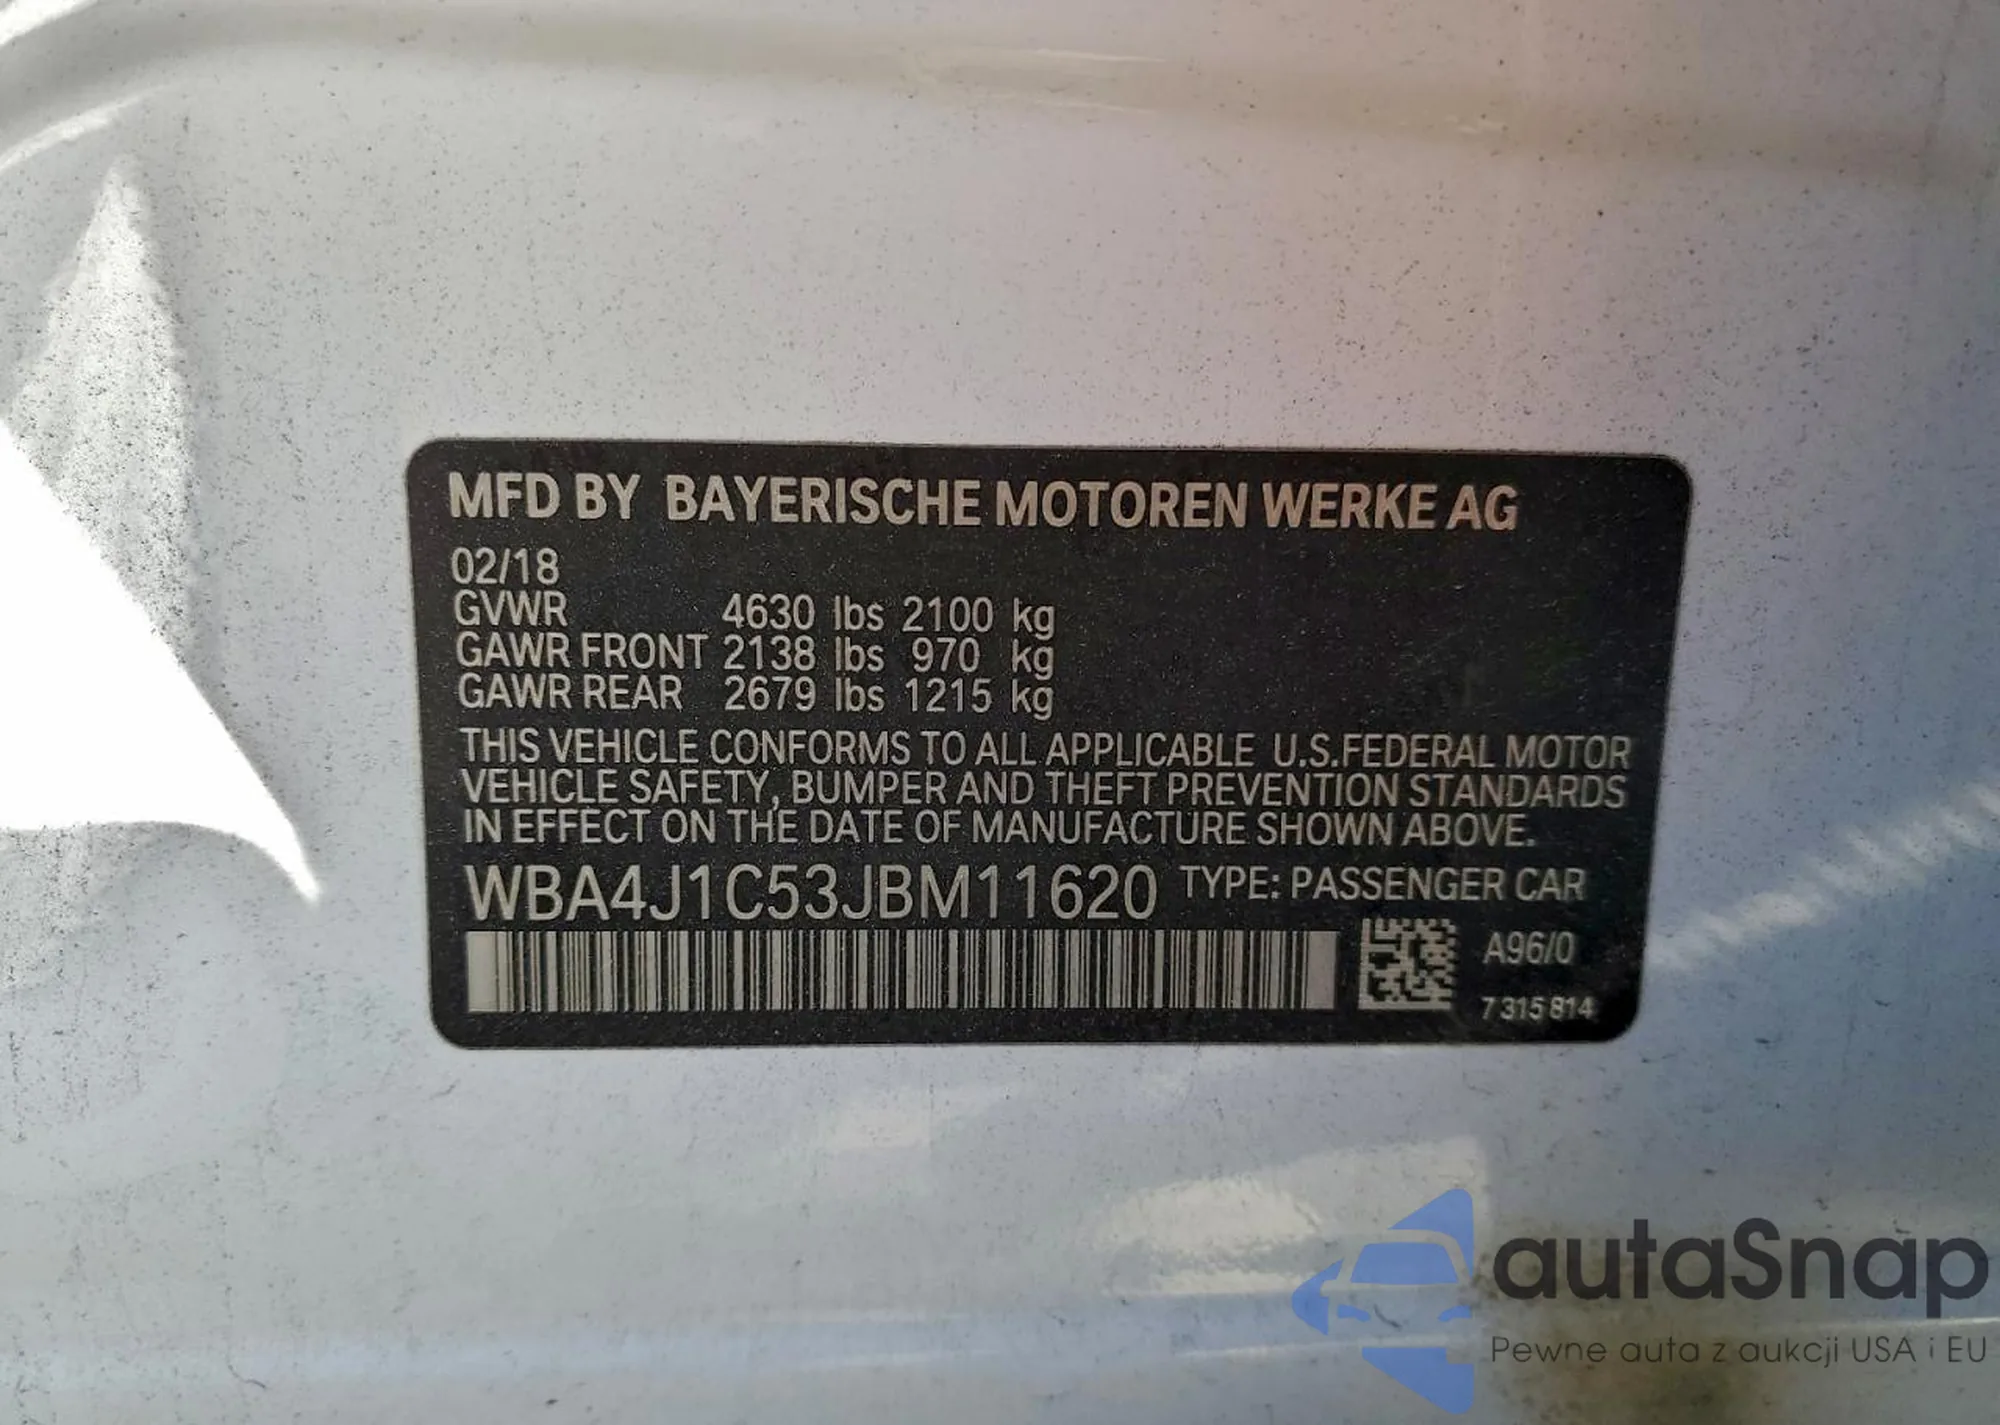 MFD BY BAYERISCHE MOTOREN WERKE AG
02/18
GVWR 4630 lbs 2100 kg
GAWR FRONT 2138 lbs 970 kg
GAWR REAR 2679 lbs 1215 kg
THIS VEHICLE CONFORMS TO ALL APPLICABLE U.S.FEDERAL MOTOR
VEHICLE SAFETY, BUMPER AND THEFT PREVENTION STANDARDS
IN EFFECT ON THE DATE OF MANUFACTURE SHOWN ABOVE.
WBA4J1C53JBM11620 TYPE: PASSENGER CAR
A96/0
7 315 814
autaSnap
Pewne auta z aukcji USA i EU